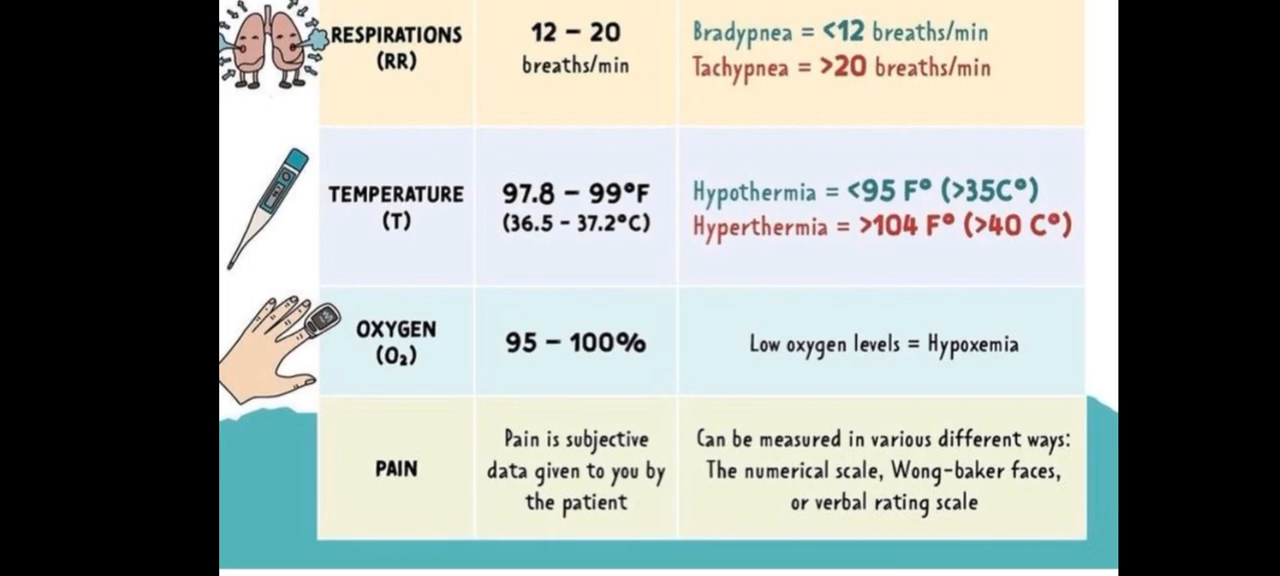 RESPIRATIONS
(RR)
12 – 20
breaths/min
Bradypnea = <12 breaths/min
Tachypnea = >20 breaths/min
TEMPERATURE
(T)
97.8 – 99°F
(36.5 - 37.2°C)
Hypothermia = <95 F° (>35C°)
Hyperthermia = >104 F° (>40 C°)
OXYGEN
(O₂)
95 – 100%
Low oxygen levels = Hypoxemia
PAIN
Pain is subjective
data given to you by
the patient
Can be measured in various different ways:
The numerical scale, Wong-baker faces,
or verbal rating scale